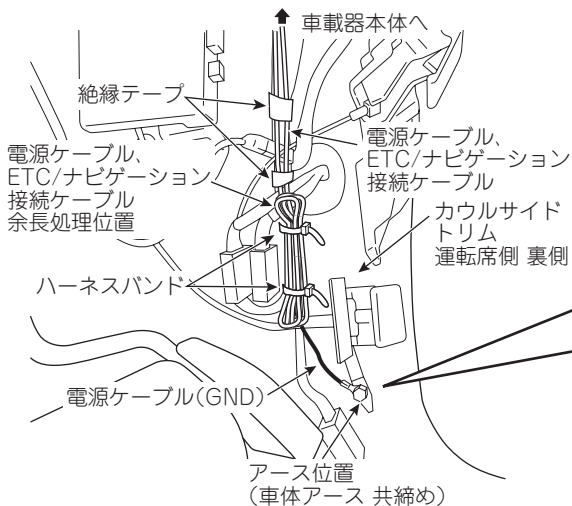 車載器本体へ
絶縁テープ
電源ケーブル、
ETC/ナビゲーション
接続ケーブル
余長処理位置
電源ケーブル、
ETC/ナビゲーション
接続ケーブル
カウルサイド
トリム
運転席側 裏側
ハーネスバンド
電源ケーブル(GND)
アース位置
(車体アース 共締め)